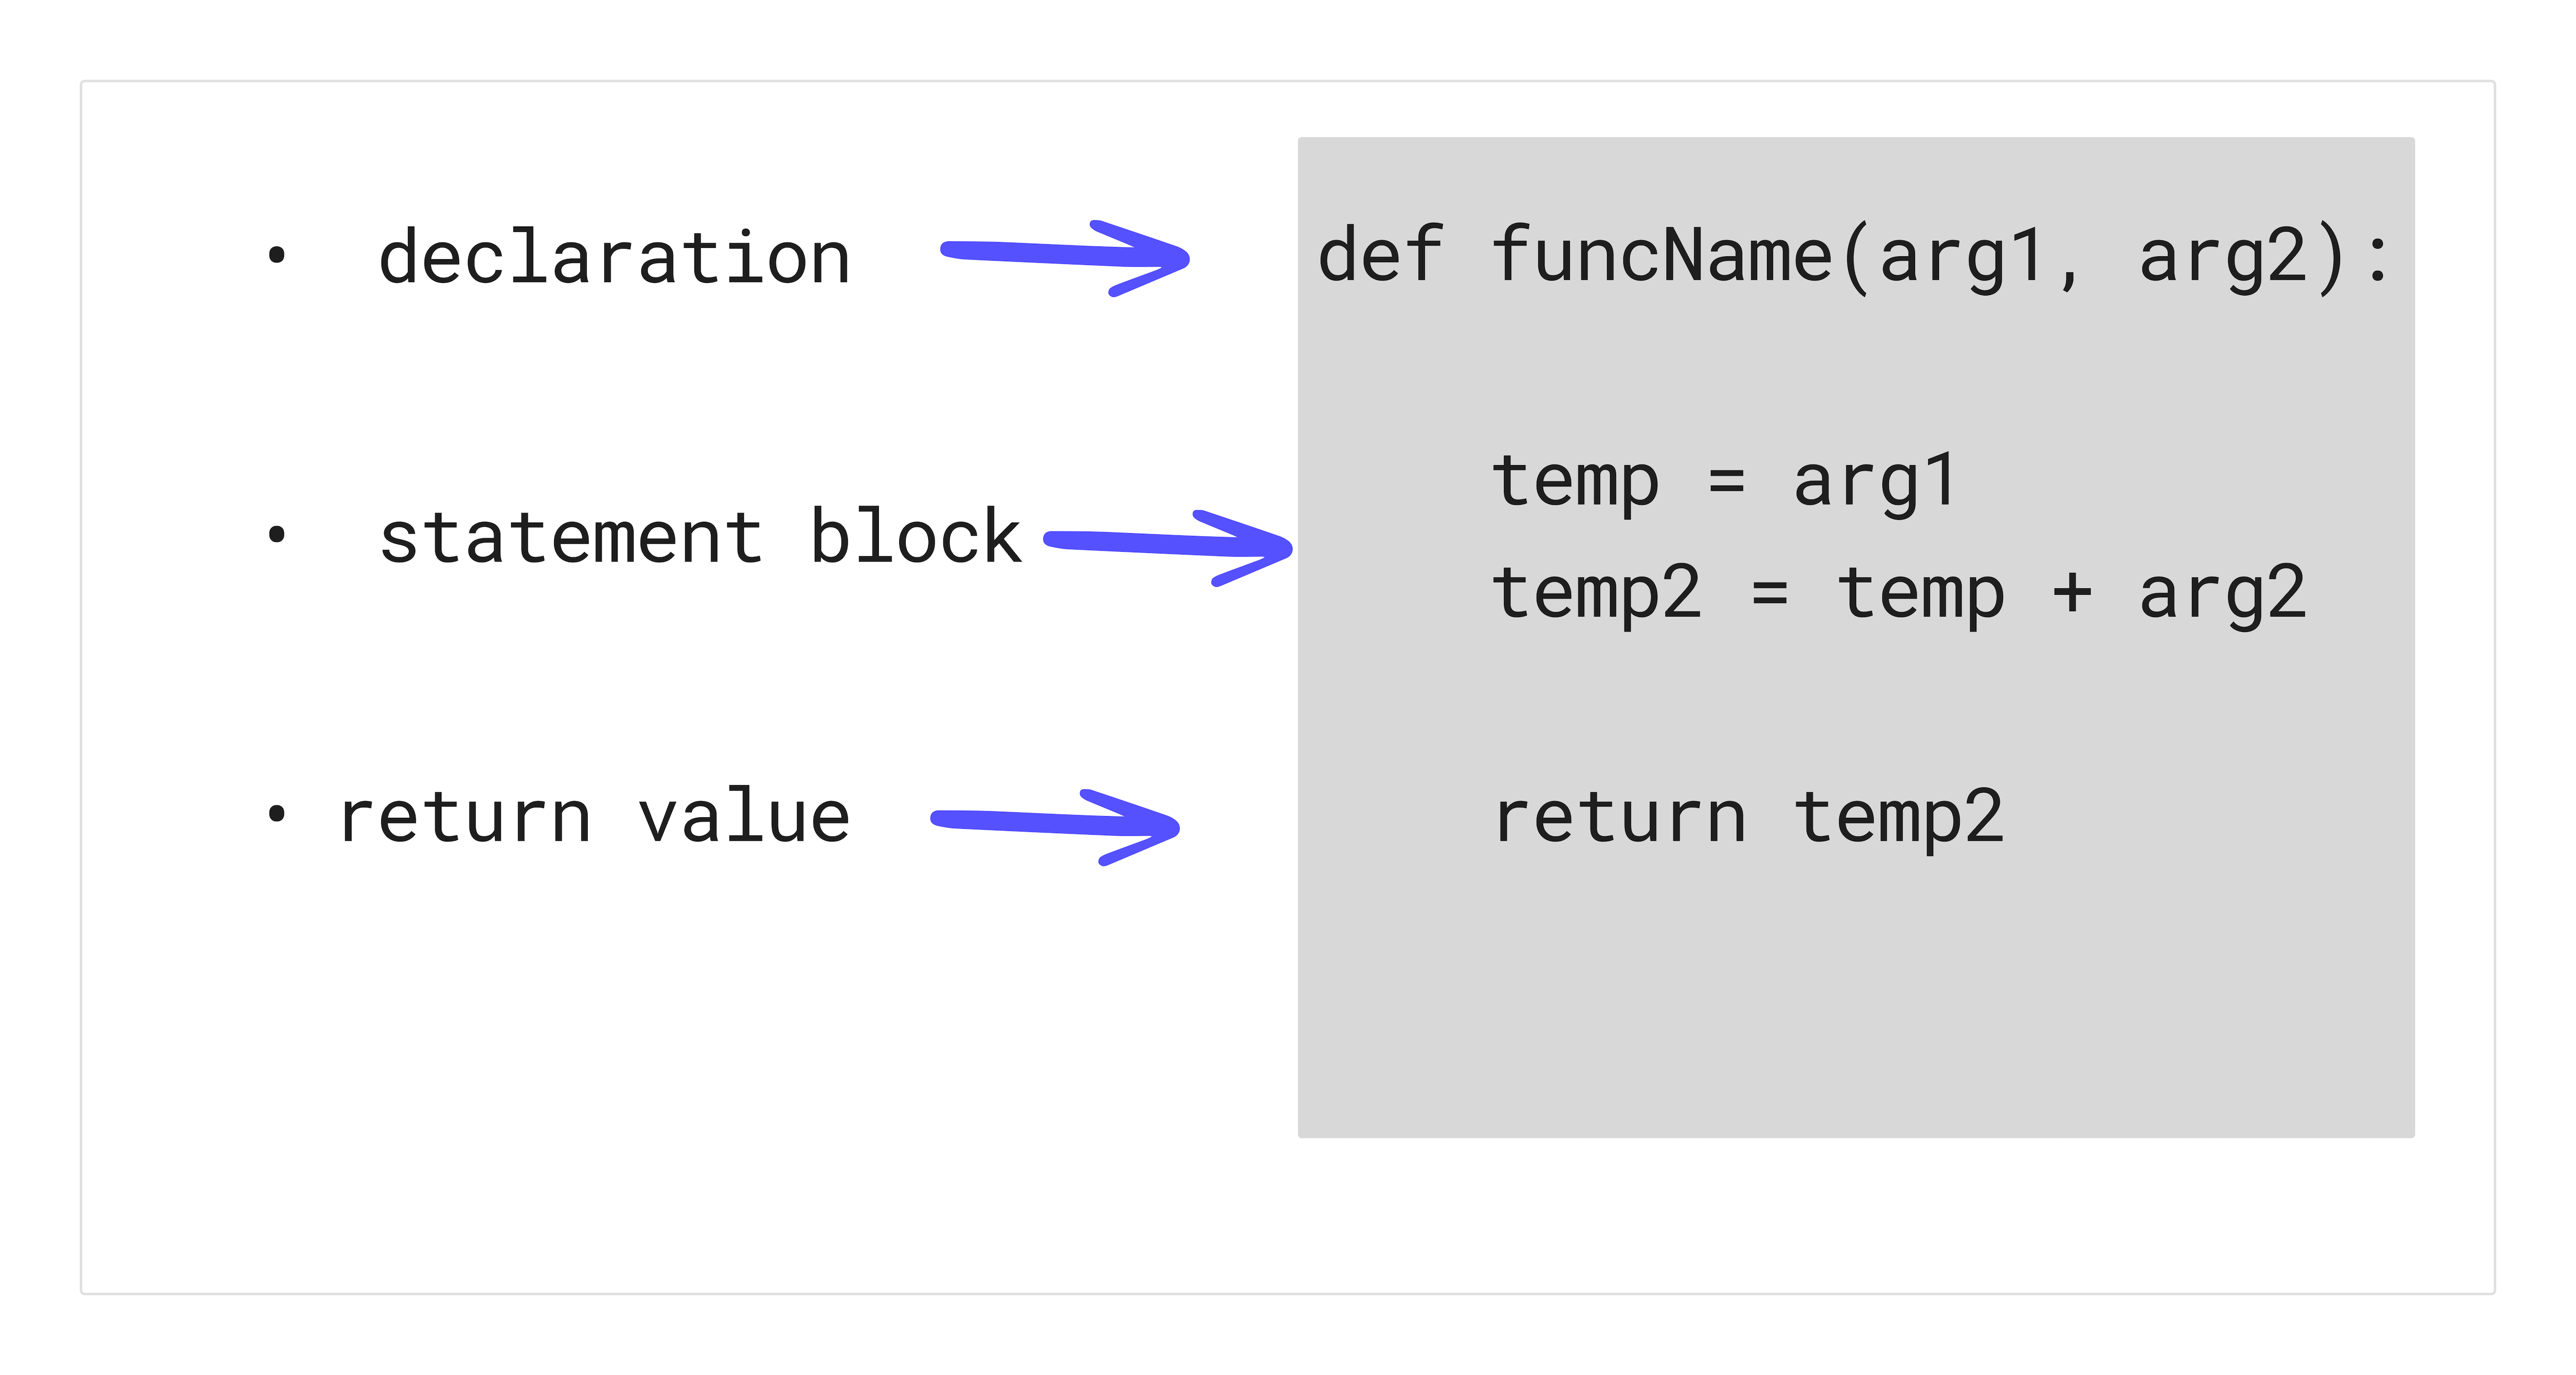 • declaration
• statement block
• return value
def funcName(arg1, arg2):
    temp = arg1
    temp2 = temp + arg2
    return temp2